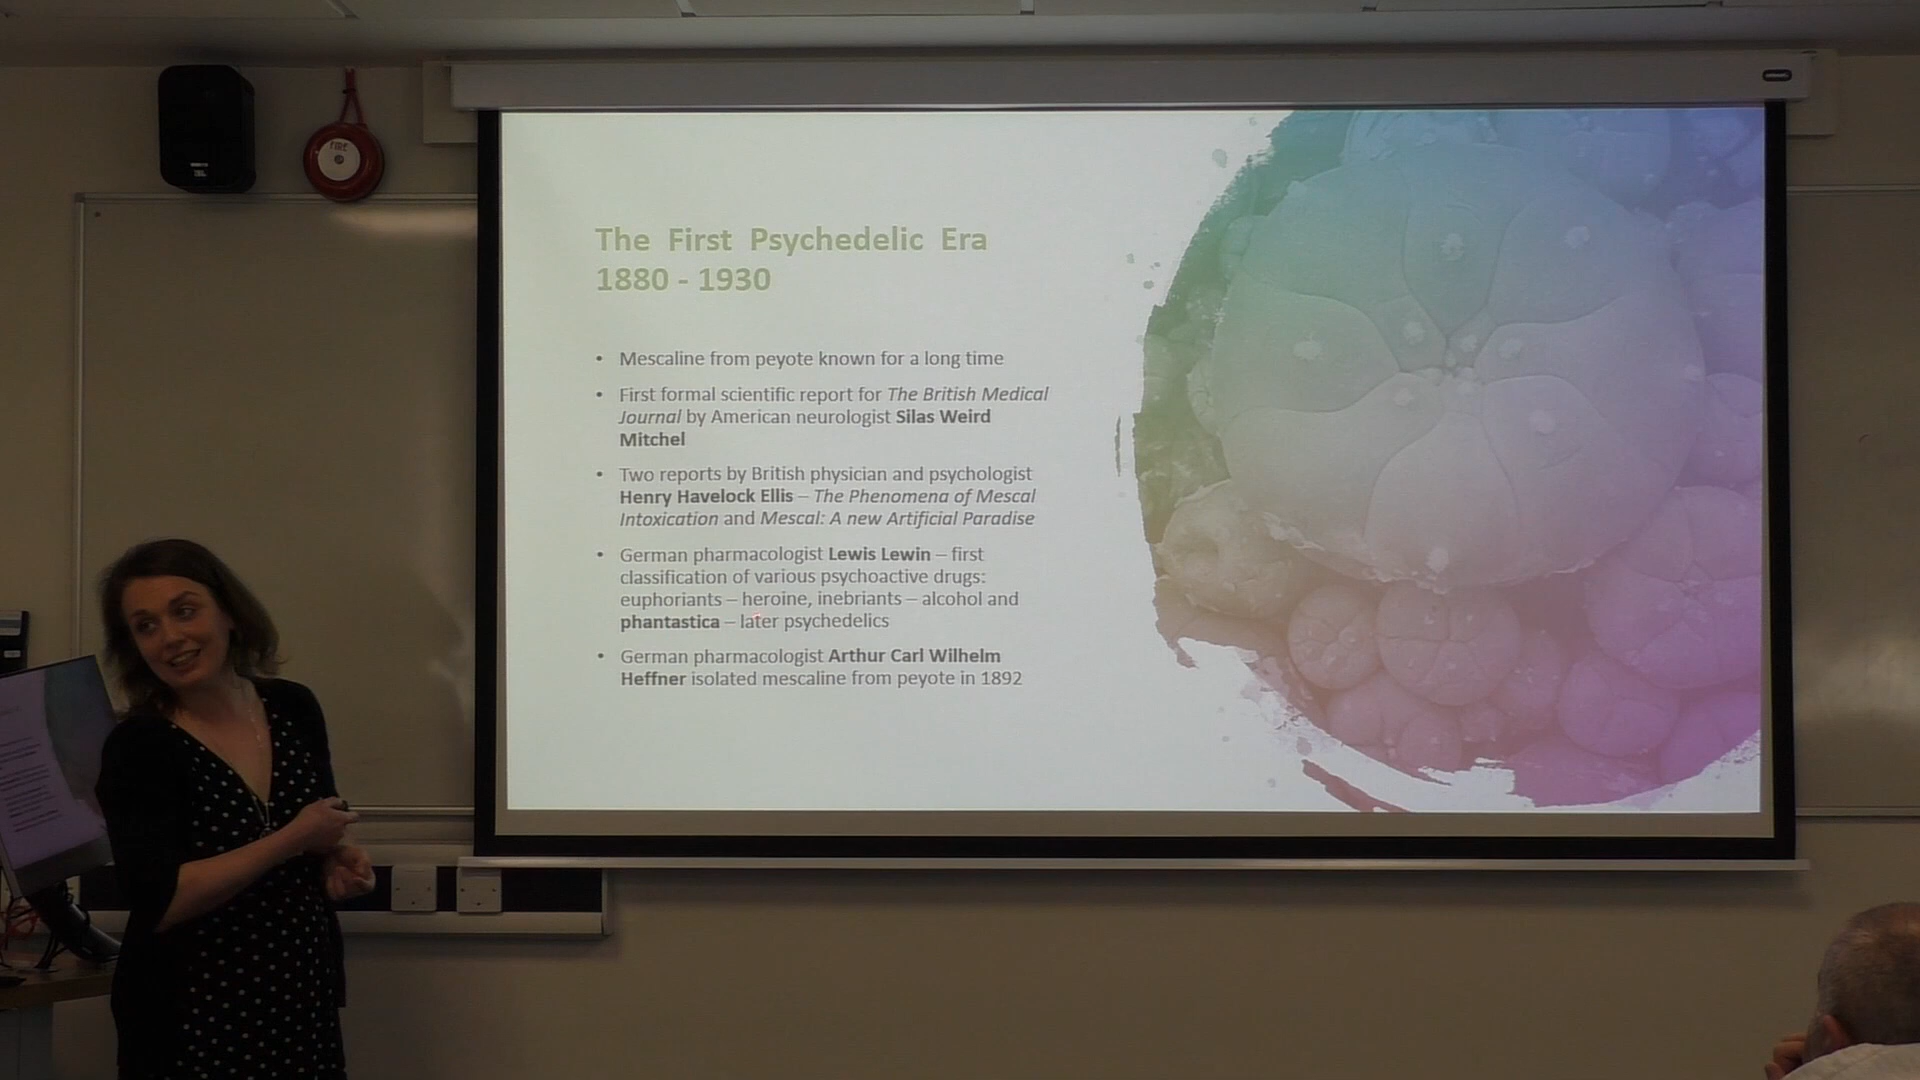 FIRE
JBL
The First Psychedelic Era
1880 - 1930
• Mescaline from peyote known for a long time
• First formal scientific report for The British Medical
Journal by American neurologist Silas Weird
Mitchel
• Two reports by British physician and psychologist
Henry Havelock Ellis – The Phenomena of Mescal
Intoxication and Mescal: A new Artificial Paradise
• German pharmacologist Lewis Lewin – first
classification of various psychoactive drugs:
euphoriants – heroine, inebriants – alcohol and
phantastica – later psychedelics
• German pharmacologist Arthur Carl Wilhelm
Heffner isolated mescaline from peyote in 1892